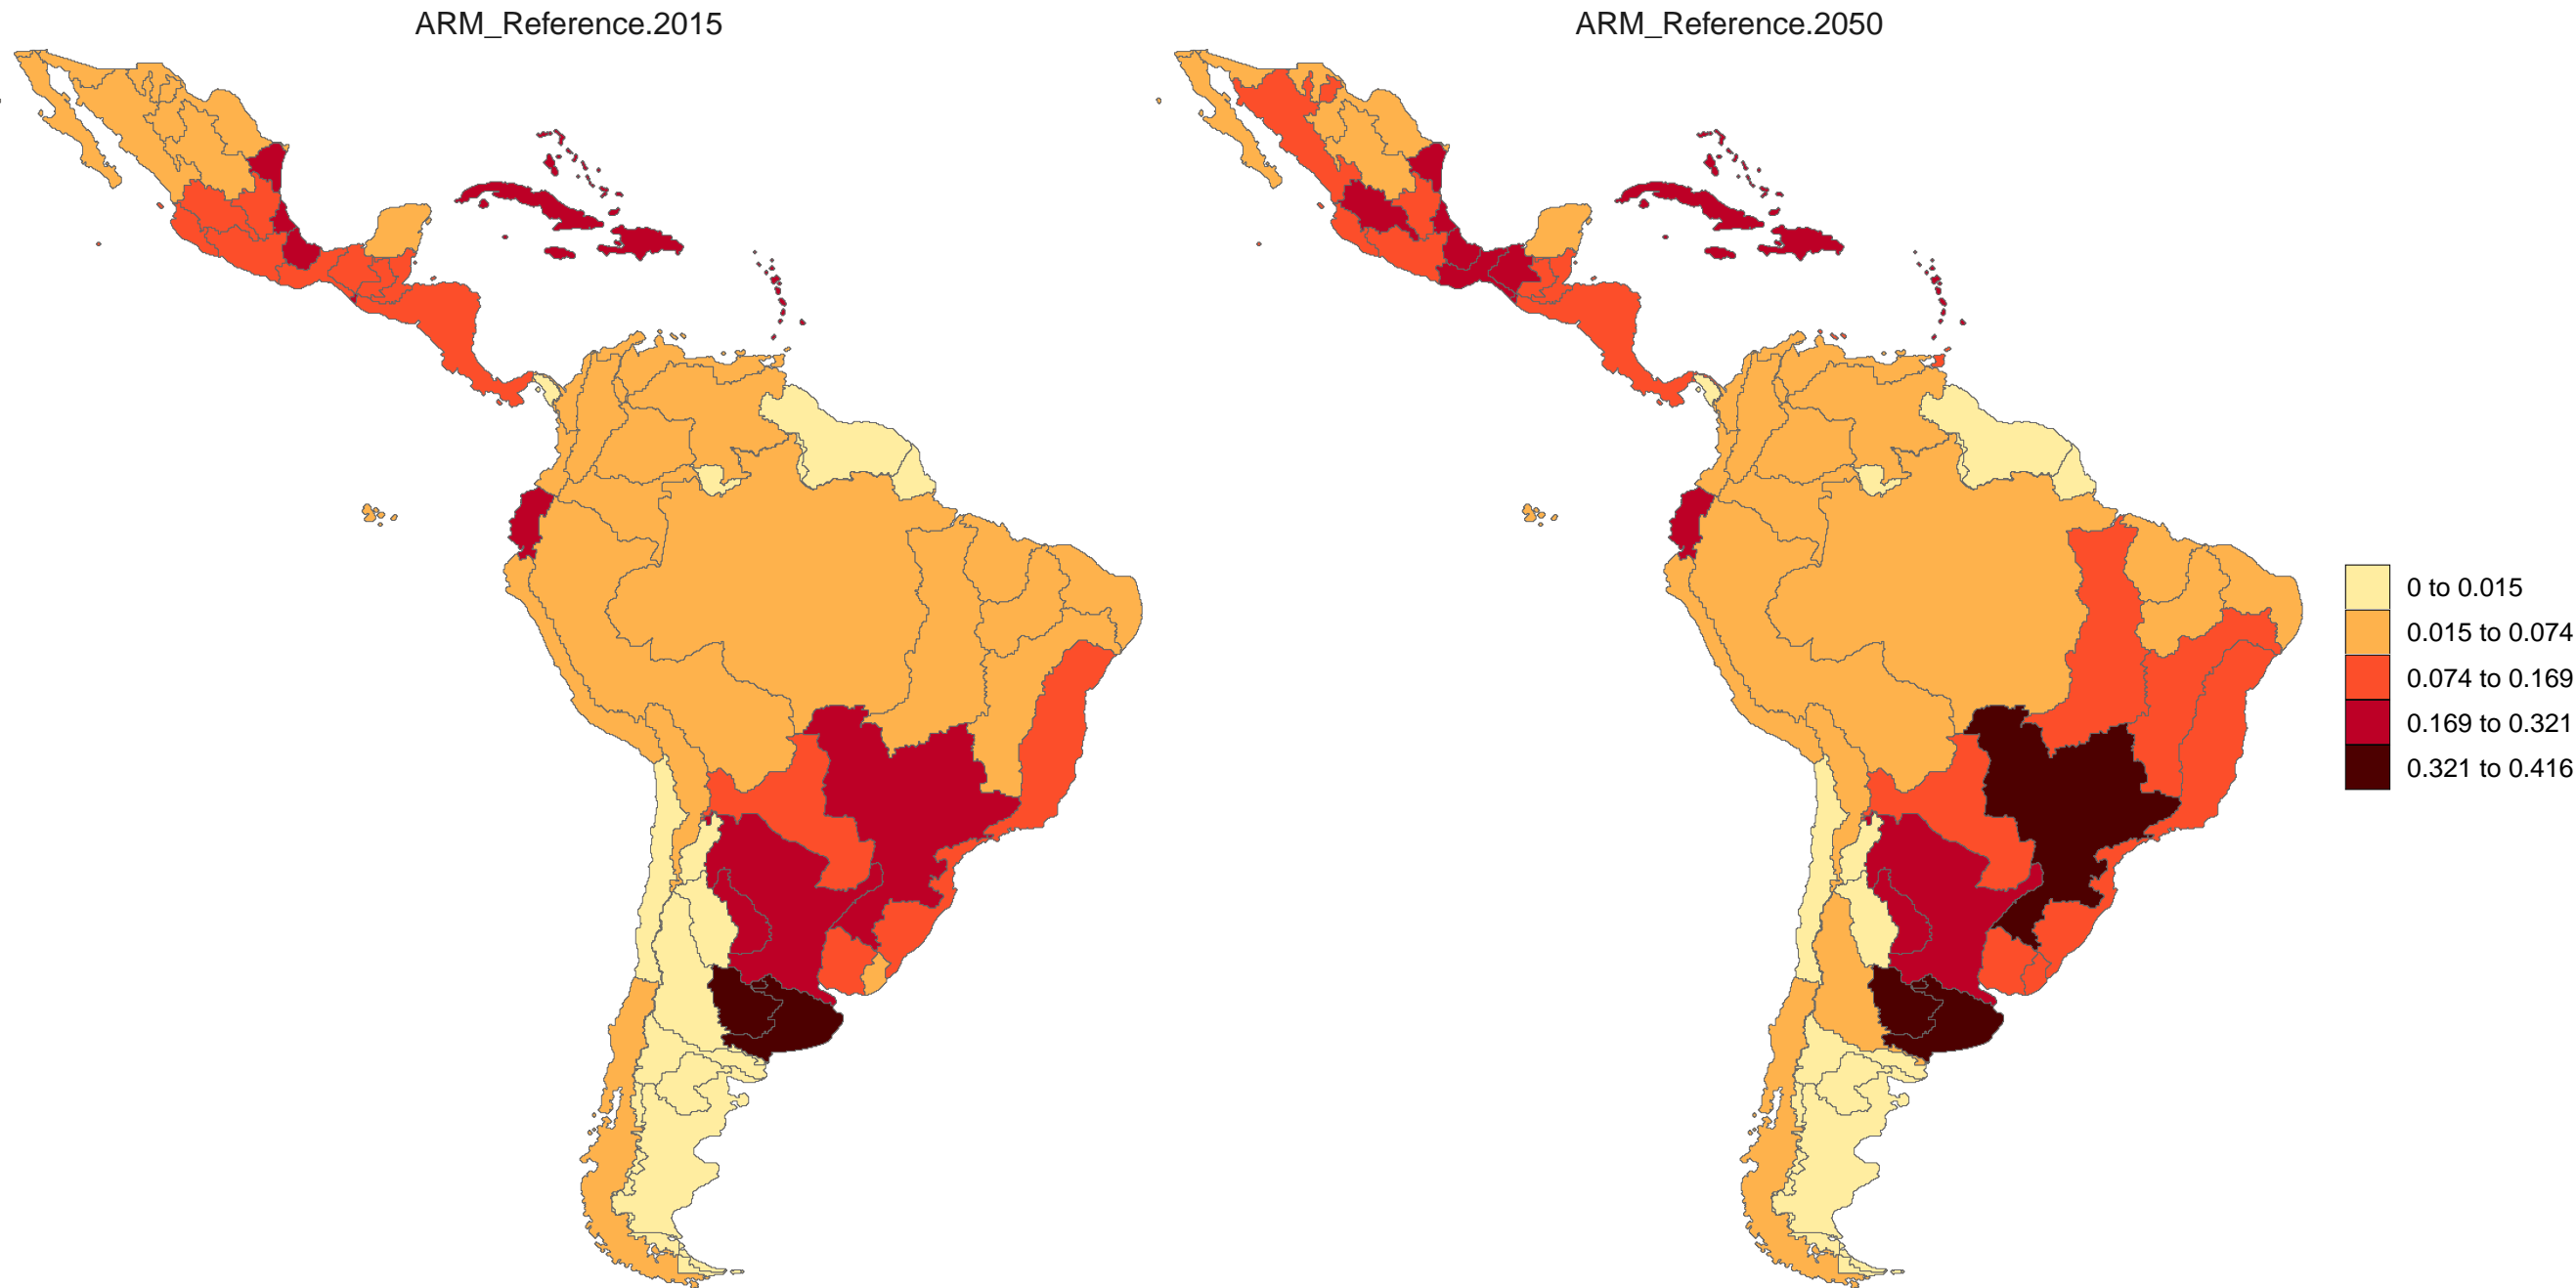 ARM_Reference.2015
ARM_Reference.2050
0 to 0.015
0.015 to 0.074
0.074 to 0.169
0.169 to 0.321
0.321 to 0.416